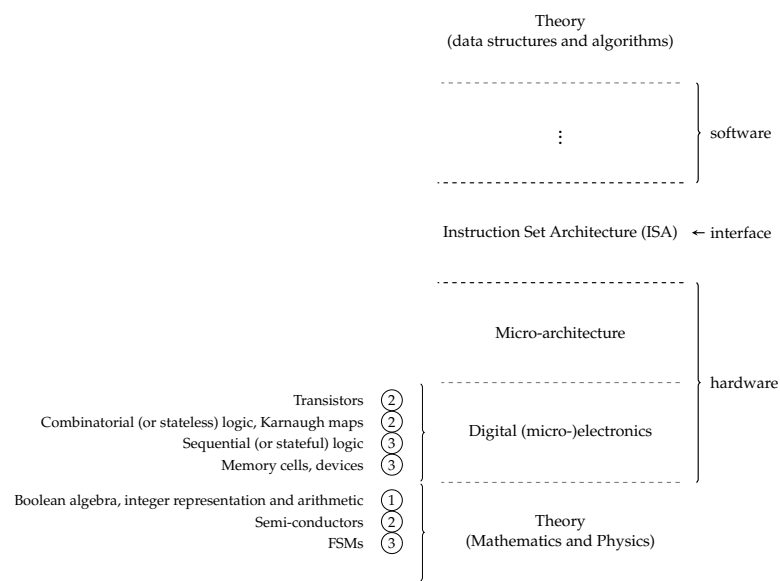 Theory
(data structures and algorithms)
⋮
software
Instruction Set Architecture (ISA) ← interface
Micro-architecture
hardware
Transistors 2
Combinatorial (or stateless) logic, Karnaugh maps 2
Sequential (or stateful) logic 3
Memory cells, devices 3
Digital (micro-)electronics
Boolean algebra, integer representation and arithmetic 1
Semi-conductors 2
FSMs 3
Theory
(Mathematics and Physics)